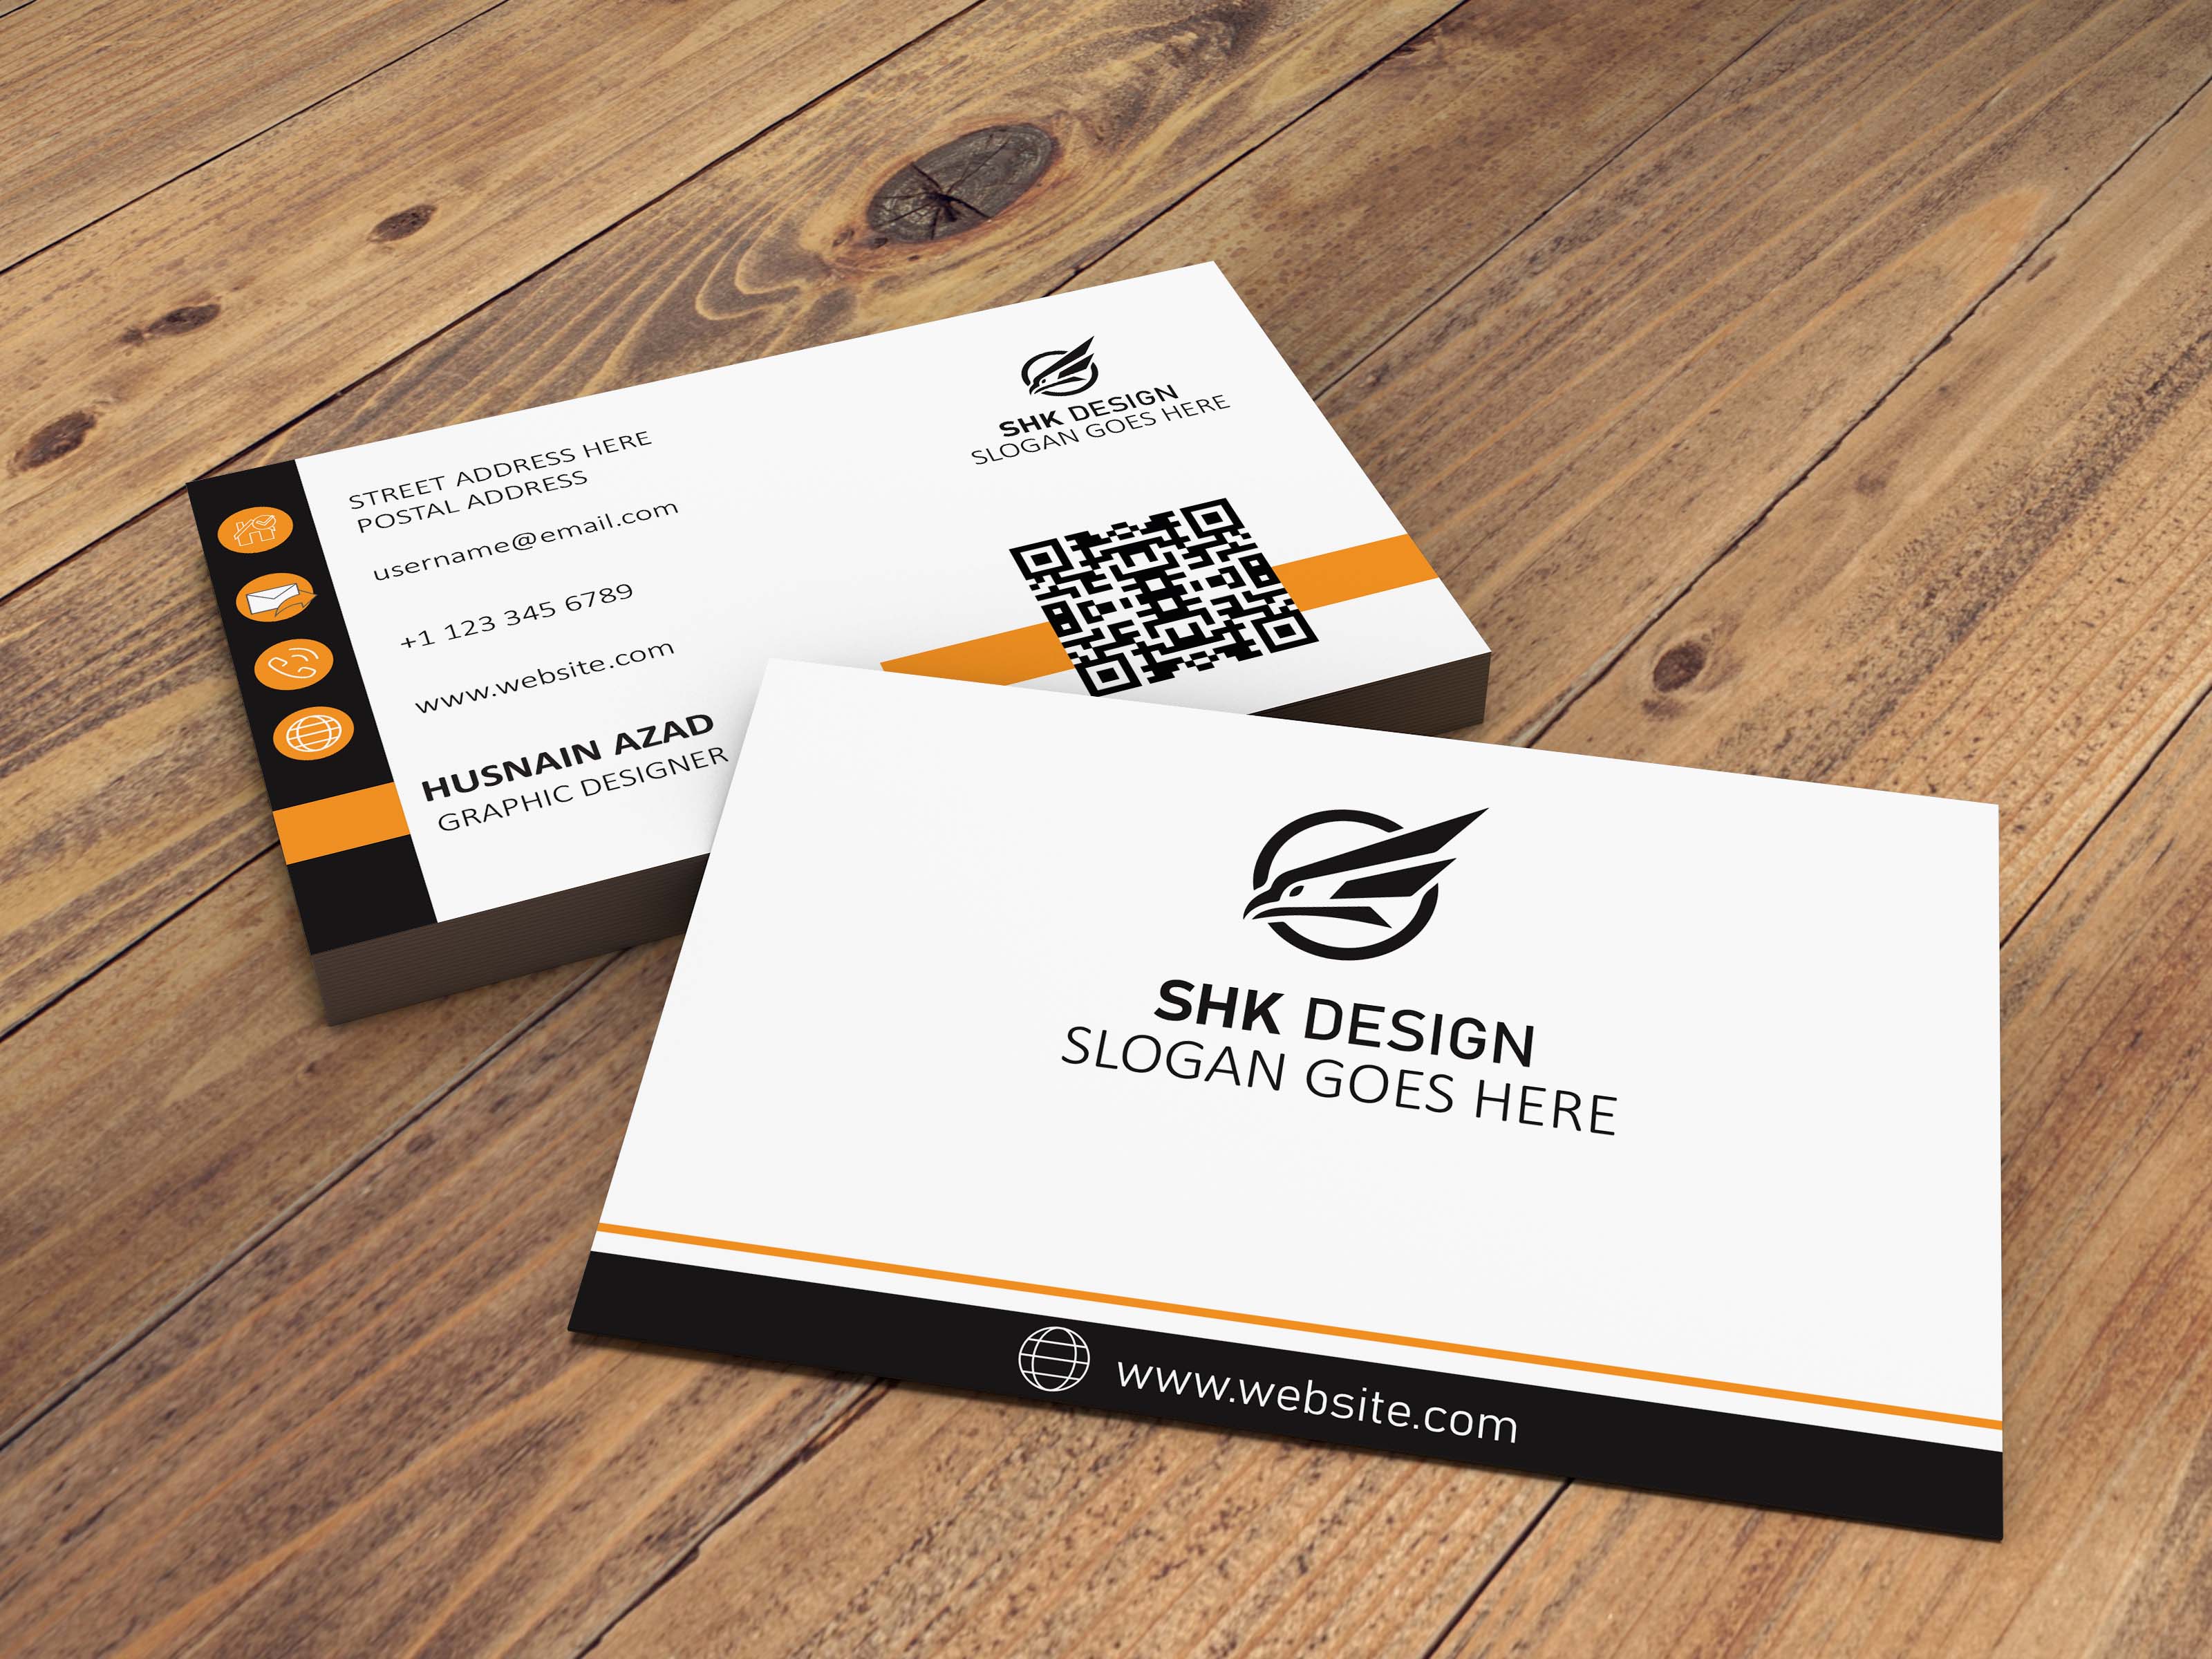 SHK DESIGN
SLOGAN GOES HERE
STREET ADDRESS HERE
POSTAL ADDRESS
username@email.com
+1 123 345 6789
www.website.com
HUSNAIN AZAD
GRAPHIC DESIGNER
SHK DESIGN
SLOGAN GOES HERE
www.website.com